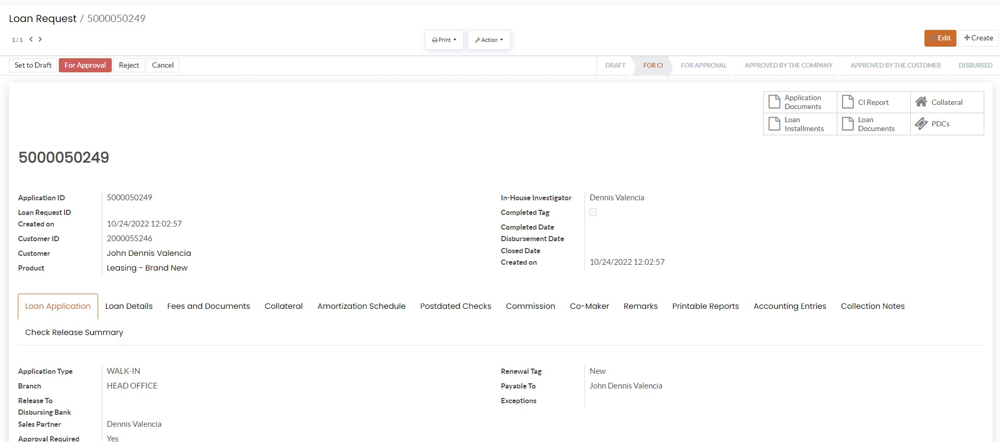 Loan Request / 5000050249
1 / 1
Print
Action
Edit
Create
Set to Draft
For Approval
Reject
Cancel
DRAFT
FOR CI
FOR APPROVAL
APPROVED BY THE COMPANY
APPROVED BY THE CUSTOMER
DISBURSED
Application
Documents
CI Report
Collateral
Loan
Installments
Loan
Documents
PDCs
5000050249
Application ID 5000050249
Loan Request ID
Created on 10/24/2022 12:02:57
Customer ID 2000055246
Customer John Dennis Valencia
Product Leasing - Brand New
In-House Investigator Dennis Valencia
Completed Tag
Completed Date
Disbursement Date
Closed Date
Created on 10/24/2022 12:02:57
Loan Application
Loan Details
Fees and Documents
Collateral
Amortization Schedule
Postdated Checks
Commission
Co-Maker
Remarks
Printable Reports
Accounting Entries
Collection Notes
Check Release Summary
Application Type WALK-IN
Branch HEAD OFFICE
Release To
Disbursing Bank
Sales Partner Dennis Valencia
Approval Required Yes
Renewal Tag New
Payable To John Dennis Valencia
Exceptions